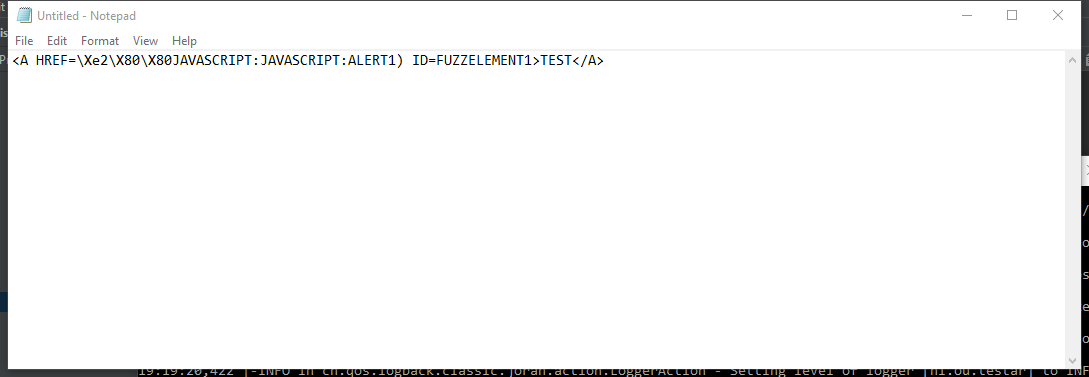 Untitled - Notepad
File Edit Format View Help
<A HREF=\Xe2\X80\X80JAVASCRIPT:JAVASCRIPT:ALERT1) ID=FUZZELEMENT1>TEST</A>
19:19:20,422 |-INFO in ch.qos.logback.classic.joran.action.LoggerAction - Setting level of logger [nl.ou.testar] to INF